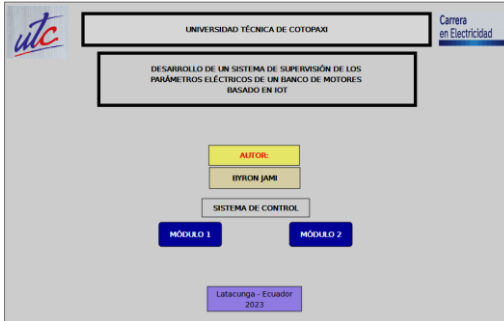 utc
UNIVERSIDAD TÉCNICA DE COTOPAXI
Carrera
en Electricidad
DESARROLLO DE UN SISTEMA DE SUPERVISIÓN DE LOS
PARÁMETROS ELÉCTRICOS DE UN BANCO DE MOTORES
BASADO EN IOT
AUTOR:
BYRON JAMI
SISTEMA DE CONTROL
MÓDULO 1
MÓDULO 2
Latacunga - Ecuador
2023